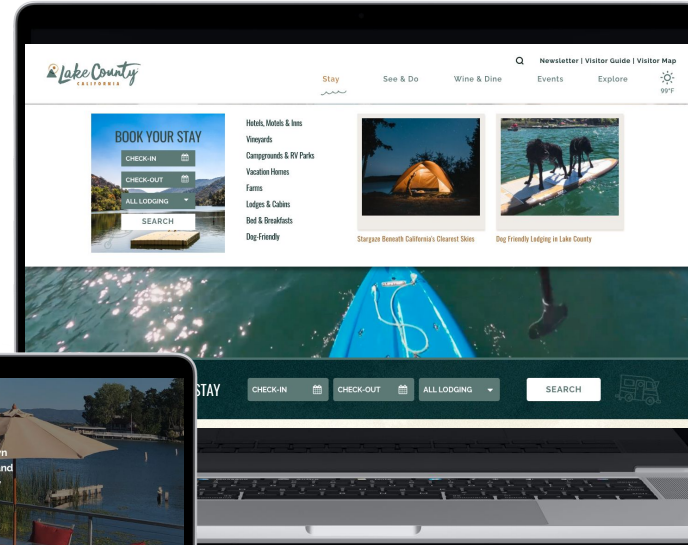 Newsletter | Visitor Guide | Visitor Map
Lake County
CALIFORNIA
Stay
See & Do
Wine & Dine
Events
Explore
99°F
BOOK YOUR STAY
CHECK-IN
CHECK-OUT
ALL LODGING
SEARCH
Hotels, Motels & Inns
Vineyards
Campgrounds & RV Parks
Vacation Homes
Farms
Lodges & Cabins
Bed & Breakfasts
Dog-Friendly
Stargaze Beneath California's Clearest Skies
Dog Friendly Lodging in Lake County
STAY
CHECK-IN
CHECK-OUT
ALL LODGING
SEARCH